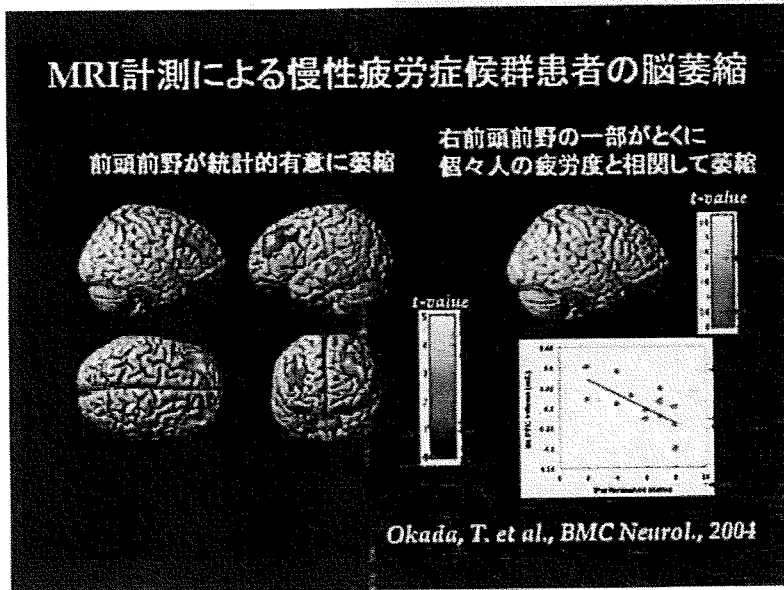 MRI計測による慢性疲労症候群患者の脳萎縮
前頭前野が統計的有意に萎縮
右前頭前野の一部がとくに
個々人の疲労度と相関して萎縮
t-value
t-value
Performance status
Okada, T. et al., BMC Neurol., 2004